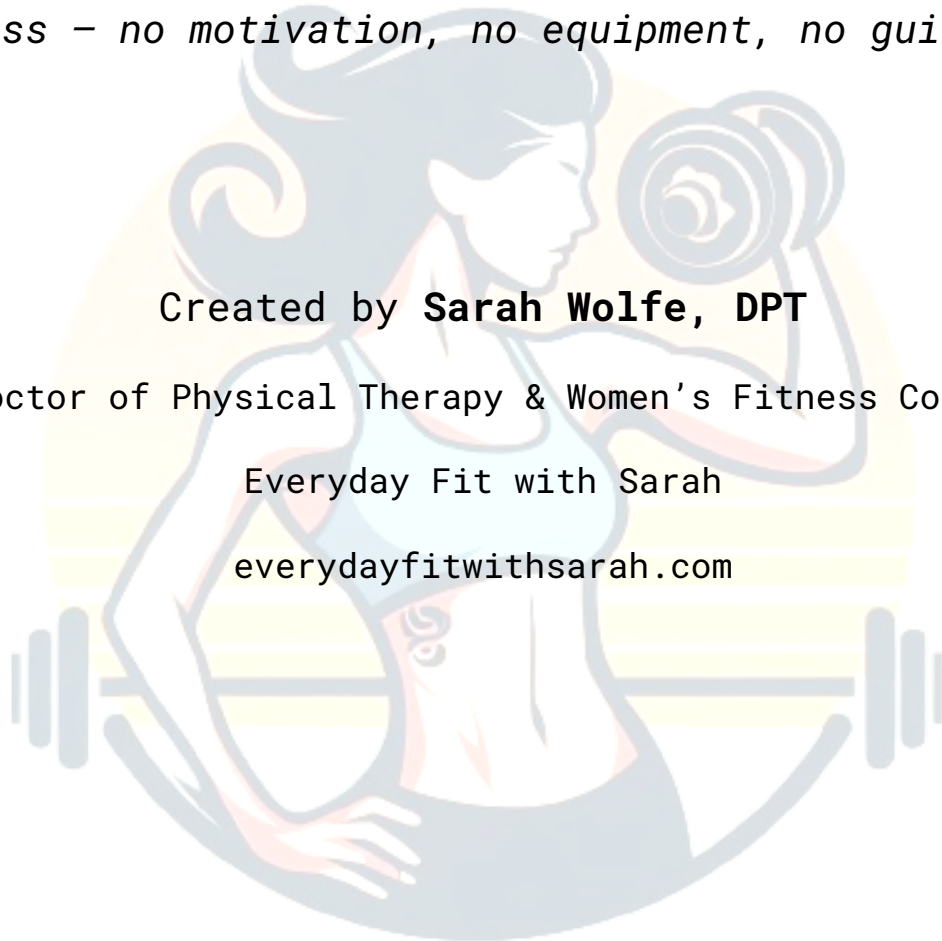 ss – no motivation, no equipment, no gui
Created by Sarah Wolfe, DPT
octor of Physical Therapy & Women’s Fitness Co
Everyday Fit with Sarah
everydayfitwithsarah.com